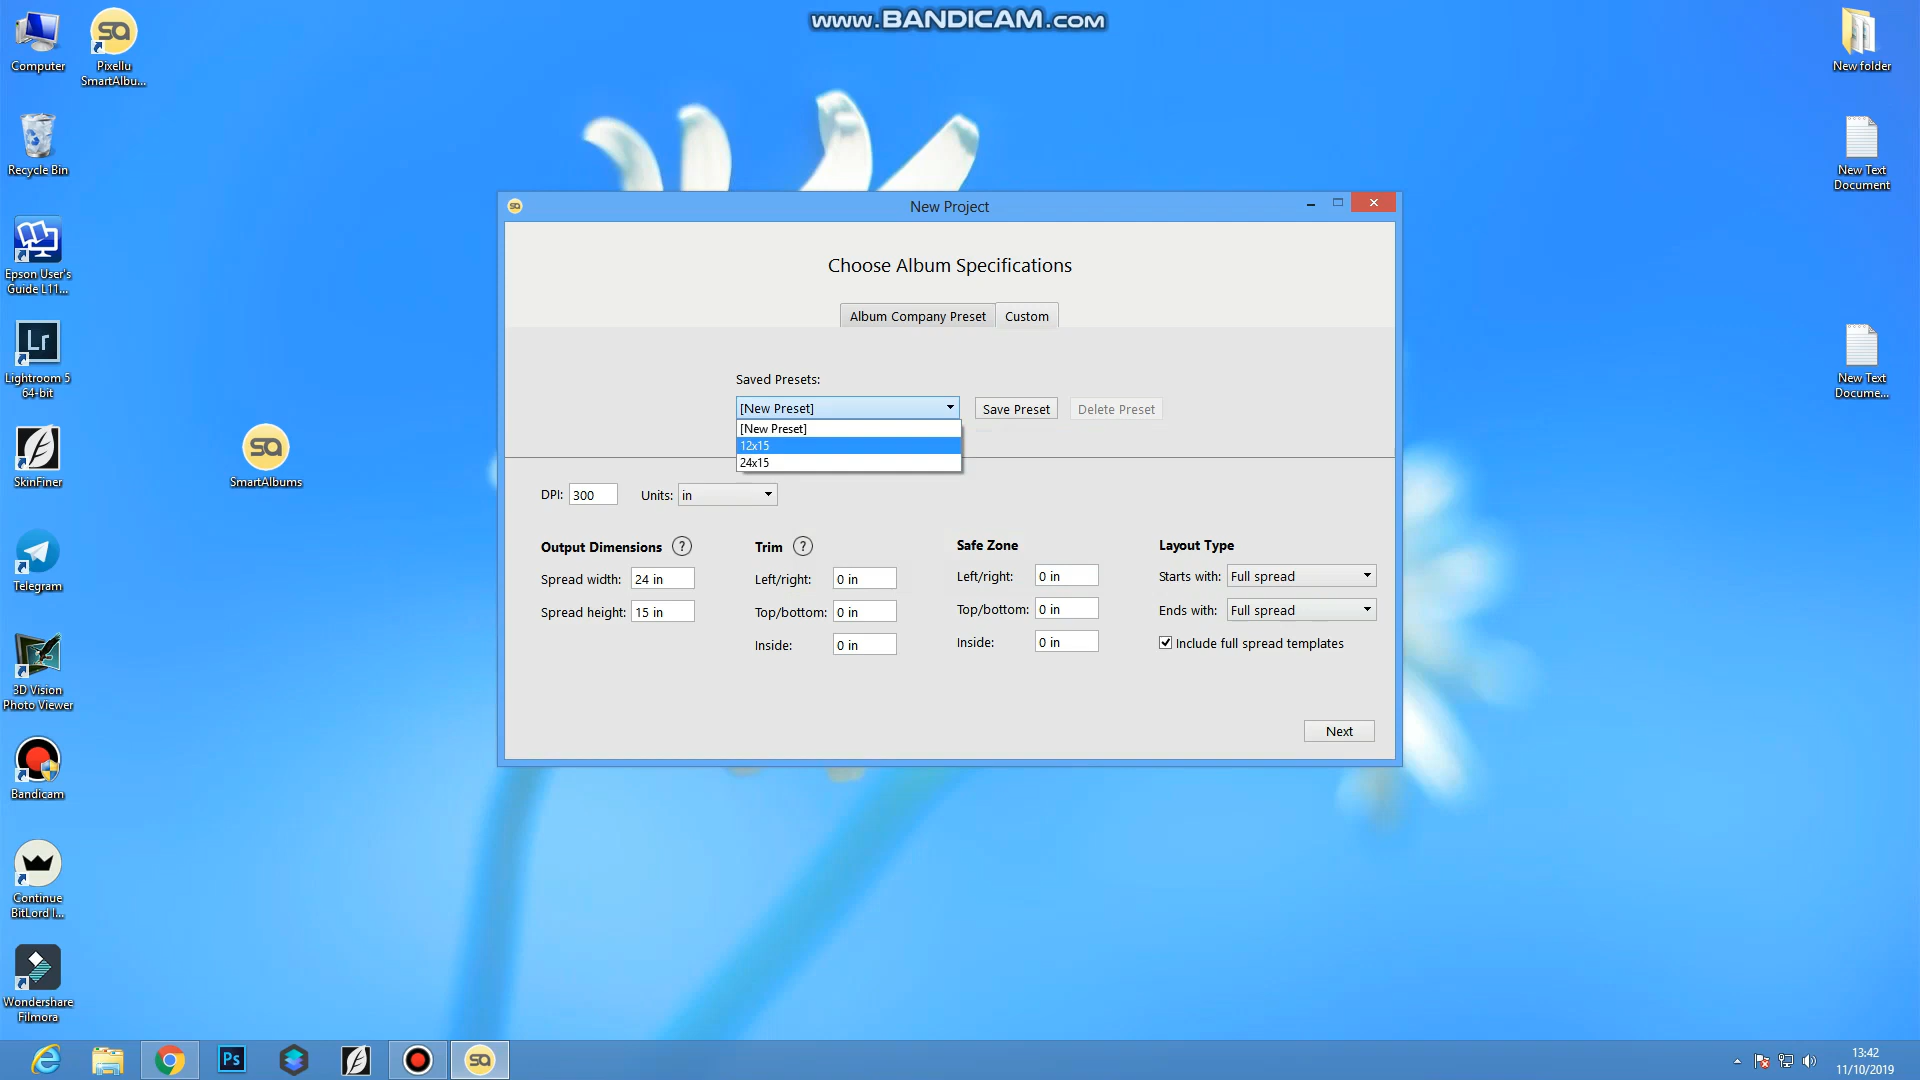 www.BANDICAM.com
Computer
Pixellu
SmartAlbu...
Recycle Bin
Epson User's
Guide L11...
Lr
Lightroom 5
64-bit
SkinFiner
SmartAlbums
Telegram
3D Vision
Photo Viewer
Bandicam
Continue
BitLord I...
Wondershare
Filmora
New folder
New Text
Document
New Text
Docume...
New Project
Choose Album Specifications
Album Company Preset
Custom
Saved Presets:
[New Preset]
Save Preset
Delete Preset
[New Preset]
12x15
24x15
DPI: 300
Units: in
Output Dimensions ?
Spread width: 24 in
Spread height: 15 in
Trim ?
Left/right: 0 in
Top/bottom: 0 in
Inside: 0 in
Safe Zone
Left/right: 0 in
Top/bottom: 0 in
Inside: 0 in
Layout Type
Starts with: Full spread
Ends with: Full spread
Include full spread templates
Next
Ps
13:42
11/10/2019